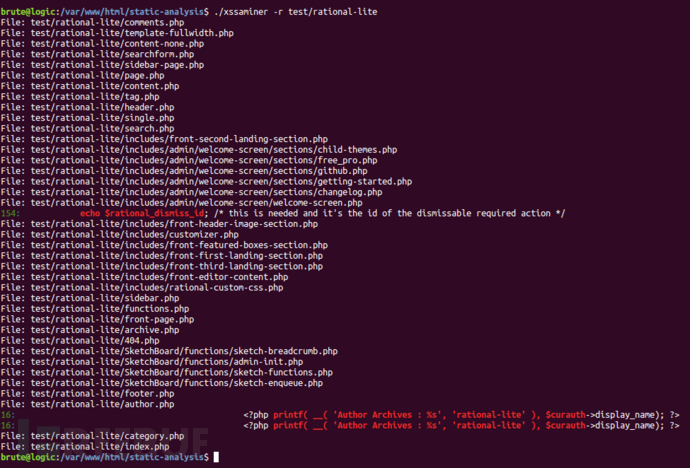 brute@logic:/var/www/html/static-analysis$ ./xssaminer -r test/rational-lite
File: test/rational-lite/comments.php
File: test/rational-lite/template-fullwidth.php
File: test/rational-lite/content-none.php
File: test/rational-lite/searchform.php
File: test/rational-lite/sidebar-page.php
File: test/rational-lite/page.php
File: test/rational-lite/content.php
File: test/rational-lite/tag.php
File: test/rational-lite/header.php
File: test/rational-lite/single.php
File: test/rational-lite/search.php
File: test/rational-lite/includes/front-second-landing-section.php
File: test/rational-lite/includes/admin/welcome-screen/sections/child-themes.php
File: test/rational-lite/includes/admin/welcome-screen/sections/free_pro.php
File: test/rational-lite/includes/admin/welcome-screen/sections/github.php
File: test/rational-lite/includes/admin/welcome-screen/sections/getting-started.php
File: test/rational-lite/includes/admin/welcome-screen/sections/changelog.php
File: test/rational-lite/includes/admin/welcome-screen/welcome-screen.php
154: echo $rational_dismiss_id; /* this is needed and it's the id of the dismissable required action */
File: test/rational-lite/includes/front-header-image-section.php
File: test/rational-lite/includes/customizer.php
File: test/rational-lite/includes/front-featured-boxes-section.php
File: test/rational-lite/includes/front-first-landing-section.php
File: test/rational-lite/includes/front-third-landing-section.php
File: test/rational-lite/includes/front-editor-content.php
File: test/rational-lite/includes/rational-custom-css.php
File: test/rational-lite/sidebar.php
File: test/rational-lite/functions.php
File: test/rational-lite/front-page.php
File: test/rational-lite/archive.php
File: test/rational-lite/404.php
File: test/rational-lite/SketchBoard/functions/sketch-breadcrumb.php
File: test/rational-lite/SketchBoard/functions/admin-init.php
File: test/rational-lite/SketchBoard/functions/sketch-functions.php
File: test/rational-lite/SketchBoard/functions/sketch-enqueue.php
File: test/rational-lite/footer.php
File: test/rational-lite/author.php
16: <?php printf( __( 'Author Archives : %s', 'rational-lite' ), $curauth->display_name); ?>
16: <?php printf( __( 'Author Archives : %s', 'rational-lite' ), $curauth->display_name); ?>
File: test/rational-lite/category.php
File: test/rational-lite/index.php
brute@logic:/var/www/html/static-analysis$